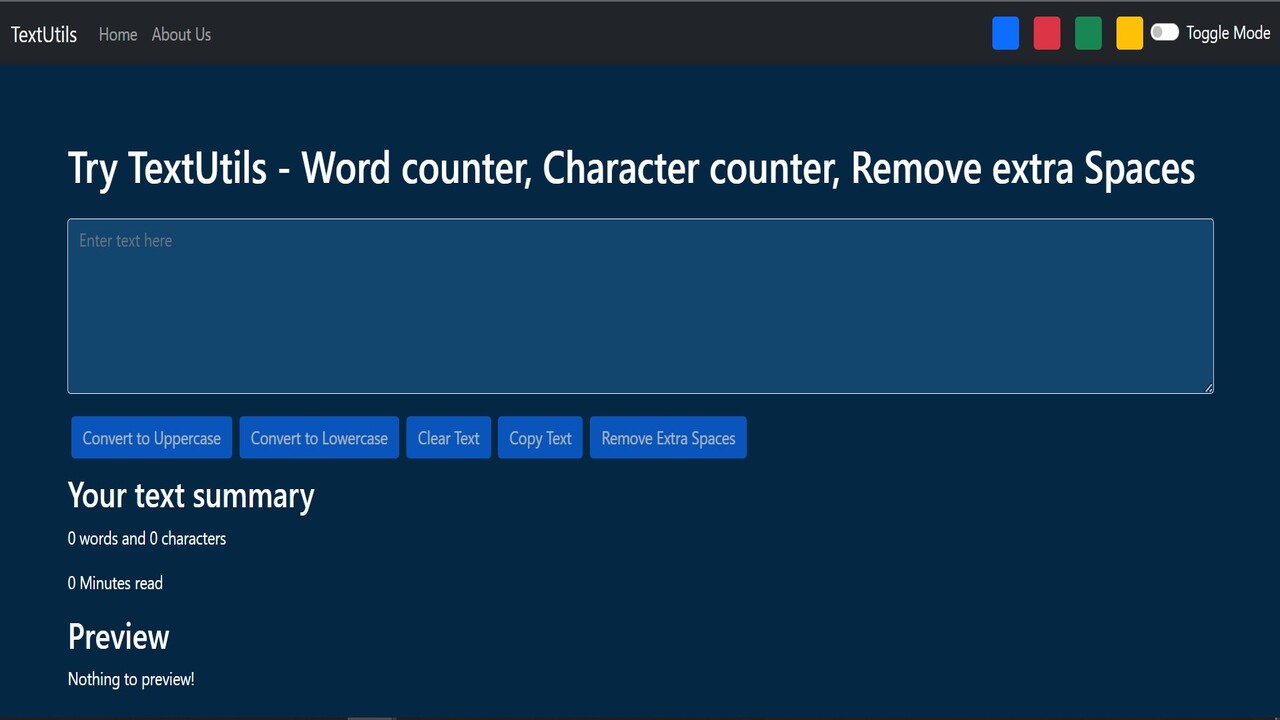 TextUtils Home About Us Toggle Mode
Try TextUtils - Word counter, Character counter, Remove extra Spaces
Enter text here
Convert to Uppercase Convert to Lowercase Clear Text Copy Text Remove Extra Spaces
Your text summary
0 words and 0 characters
0 Minutes read
Preview
Nothing to preview!